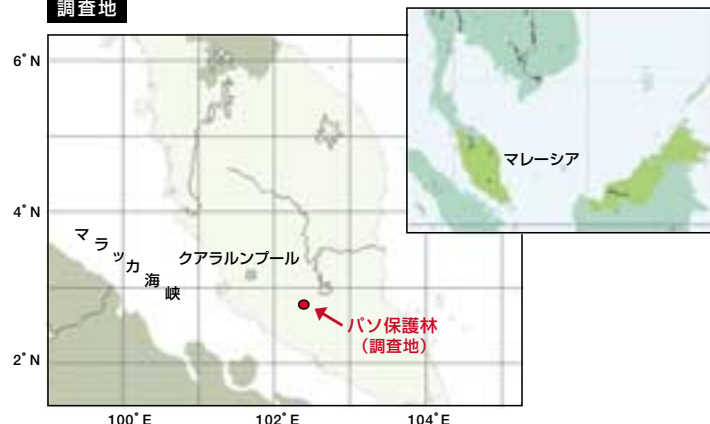 調査地
6°N
4°N
2°N
100°E
102°E
104°E
マラッカ海峡
クアラルンプール
パソ保護林
（調査地）
マレーシア